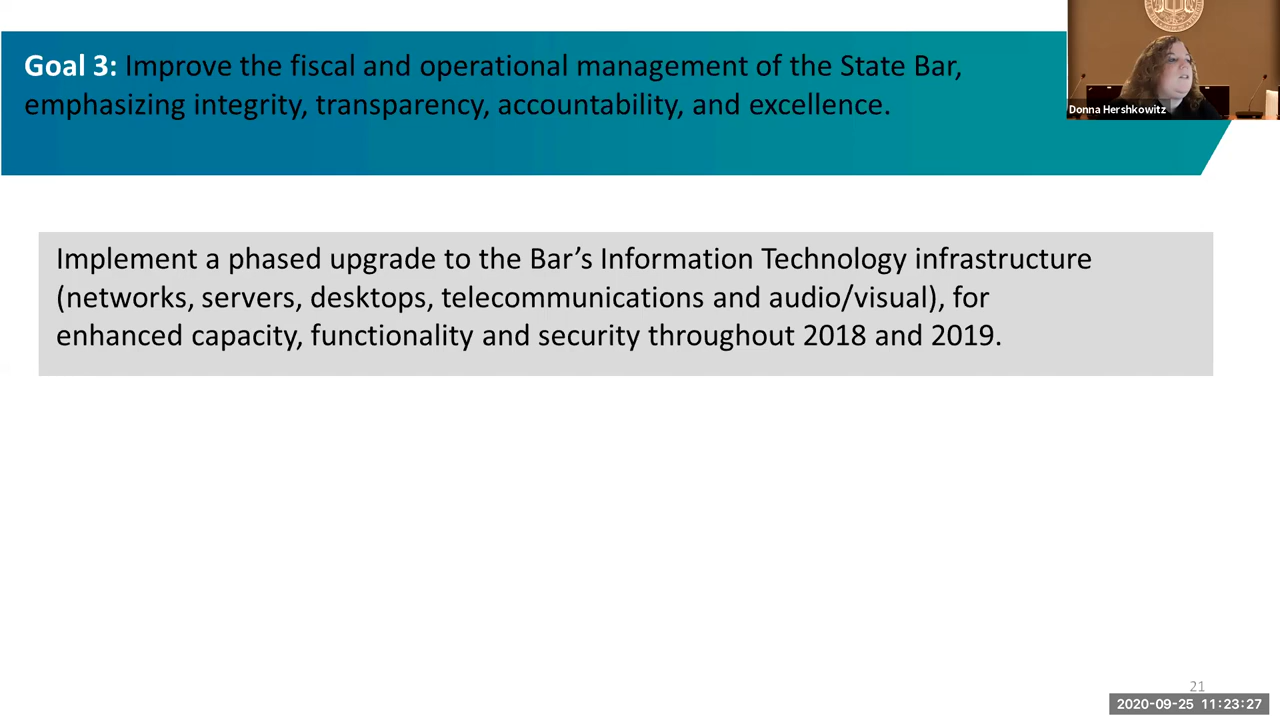 Goal 3: Improve the fiscal and operational management of the State Bar,
emphasizing integrity, transparency, accountability, and excellence.
Donna Hershkowitz
Implement a phased upgrade to the Bar’s Information Technology infrastructure
(networks, servers, desktops, telecommunications and audio/visual), for
enhanced capacity, functionality and security throughout 2018 and 2019.
21
2020-09-25 11:23:27